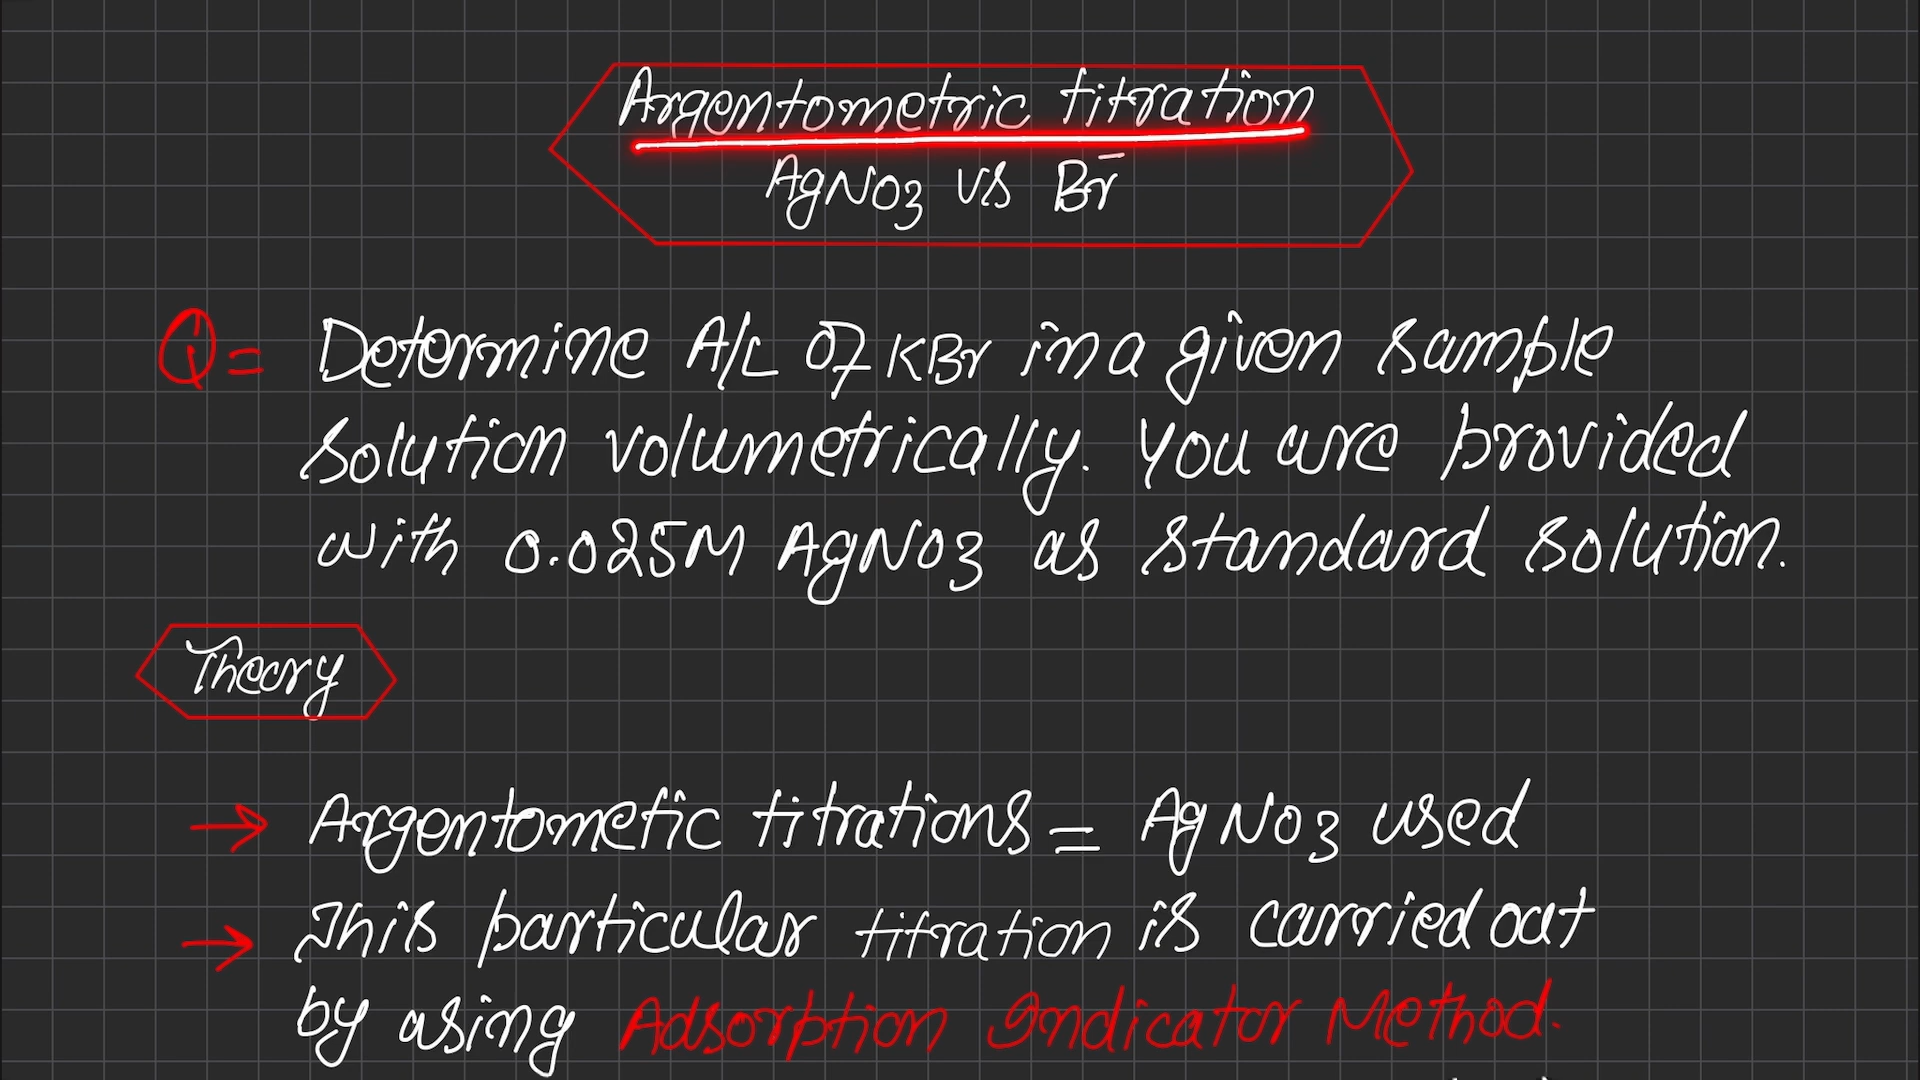 Argentometric titration
AgNO3 vs Br⁻
Q= Determine A/L of KBr in a given sample
solution volumetrically. You are provided
with 0.025M AgNO3 as standard solution.
Theory
→ Argentometic titrations = AgNO3 used
→ This particular titration is carried out
by using Adsorption Indicator Method.